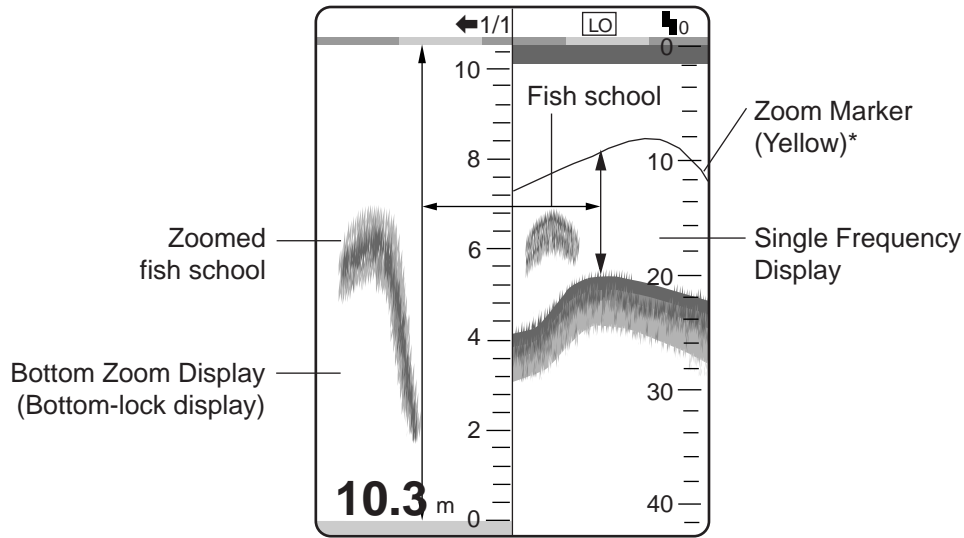 ⬅1/1
LO
0
Fish school
Zoom Marker
(Yellow)*
Zoomed
fish school
Single Frequency
Display
Bottom Zoom Display
(Bottom-lock display)
10
8
6
4
2
0
10.3 m
0
10
20
30
40